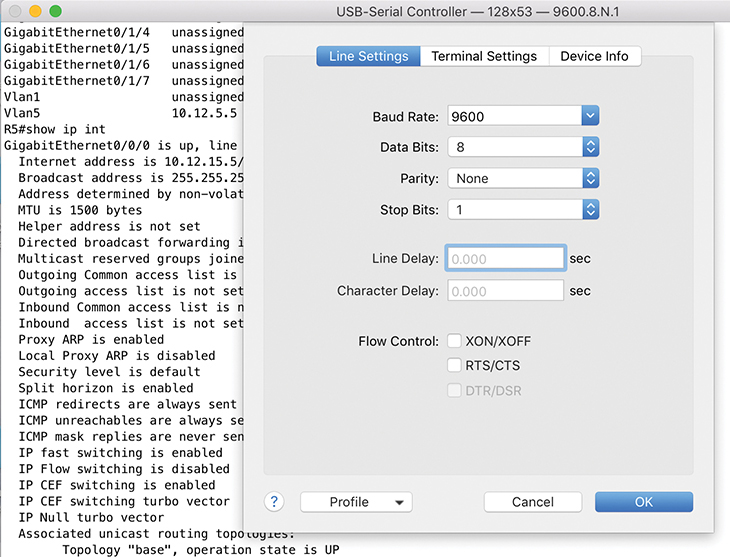 USB-Serial Controller — 128x53 — 9600.8.N.1
GigabitEthernet0/1/4 unassigned
GigabitEthernet0/1/5 unassigned
GigabitEthernet0/1/6 unassigned
GigabitEthernet0/1/7 unassigned
Vlan1 unassigned
Vlan5 10.12.5.5
R5#show ip int
GigabitEthernet0/0/0 is up, line
Internet address is 10.12.15.5/
Broadcast address is 255.255.25
Address determined by non-volat
MTU is 1500 bytes
Helper address is not set
Directed broadcast forwarding i
Multicast reserved groups joine
Outgoing Common access list is
Outgoing access list is not set
Inbound Common access list is n
Inbound access list is not set
Proxy ARP is enabled
Local Proxy ARP is disabled
Security level is default
Split horizon is enabled
ICMP redirects are always sent
ICMP unreachables are always se
ICMP mask replies are never sen
IP fast switching is enabled
IP Flow switching is disabled
IP CEF switching is enabled
IP CEF switching turbo vector
IP Null turbo vector
Associated unicast routing topologies:
Topology "base", operation state is UP
Line Settings Terminal Settings Device Info
Baud Rate: 9600
Data Bits: 8
Parity: None
Stop Bits: 1
Line Delay: 0.000 sec
Character Delay: 0.000 sec
Flow Control: XON/XOFF
RTS/CTS
DTR/DSR
? Profile Cancel OK